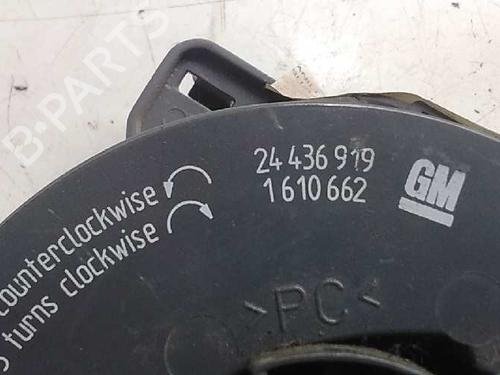 24 436 919
1 610 662
GM
counterclockwise
turns clockwise
>PC<
B-PARTS